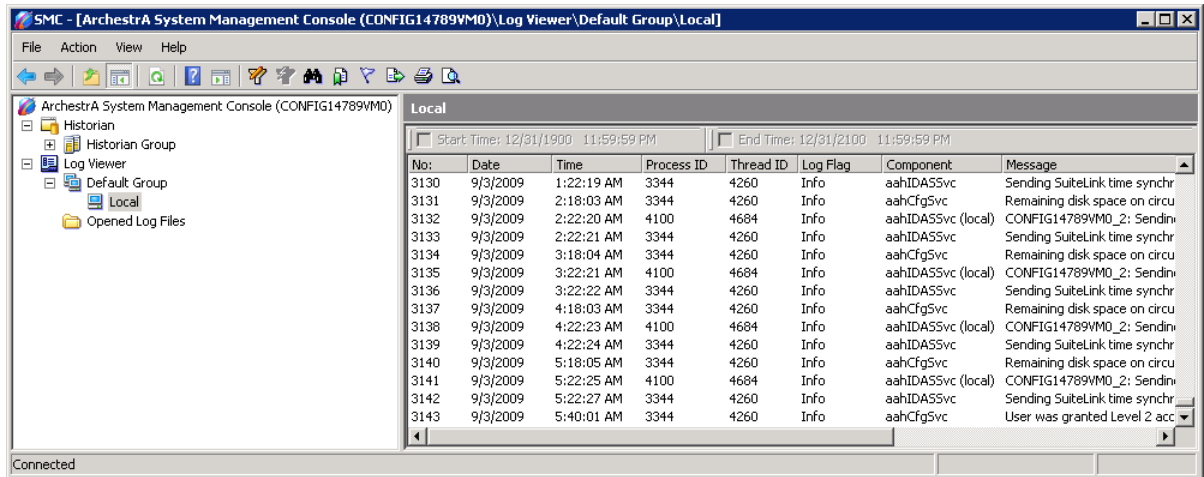 SMC - [ArchestrA System Management Console (CONFIG14789VM0)\Log Viewer\Default Group\Local]
File Action View Help
ArchestrA System Management Console (CONFIG14789VM0)
Historian
Historian Group
Log Viewer
Default Group
Local
Opened Log Files
Local
Start Time: 12/31/1900 11:59:59 PM End Time: 12/31/2100 11:59:59 PM
No: Date Time Process ID Thread ID Log Flag Component Message
3130 9/3/2009 1:22:19 AM 3344 4260 Info aahIDASSvc Sending SuiteLink time synchr
3131 9/3/2009 2:18:03 AM 3344 4260 Info aahCfgSvc Remaining disk space on circu
3132 9/3/2009 2:22:20 AM 4100 4684 Info aahIDASSvc (local) CONFIG14789VM0_2: Sendin
3133 9/3/2009 2:22:21 AM 3344 4260 Info aahIDASSvc Sending SuiteLink time synchr
3134 9/3/2009 3:18:04 AM 3344 4260 Info aahCfgSvc Remaining disk space on circu
3135 9/3/2009 3:22:21 AM 4100 4684 Info aahIDASSvc (local) CONFIG14789VM0_2: Sendin
3136 9/3/2009 3:22:22 AM 3344 4260 Info aahIDASSvc Sending SuiteLink time synchr
3137 9/3/2009 4:18:03 AM 3344 4260 Info aahCfgSvc Remaining disk space on circu
3138 9/3/2009 4:22:23 AM 4100 4684 Info aahIDASSvc (local) CONFIG14789VM0_2: Sendin
3139 9/3/2009 4:22:24 AM 3344 4260 Info aahIDASSvc Sending SuiteLink time synchr
3140 9/3/2009 5:18:05 AM 3344 4260 Info aahCfgSvc Remaining disk space on circu
3141 9/3/2009 5:22:25 AM 4100 4684 Info aahIDASSvc (local) CONFIG14789VM0_2: Sendin
3142 9/3/2009 5:22:27 AM 3344 4260 Info aahIDASSvc Sending SuiteLink time synchr
3143 9/3/2009 5:40:01 AM 3344 4260 Info aahCfgSvc User was granted Level 2 acc
Connected